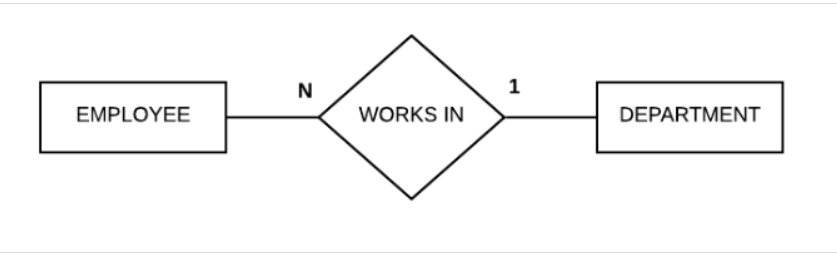 N
1
EMPLOYEE
WORKS IN
DEPARTMENT